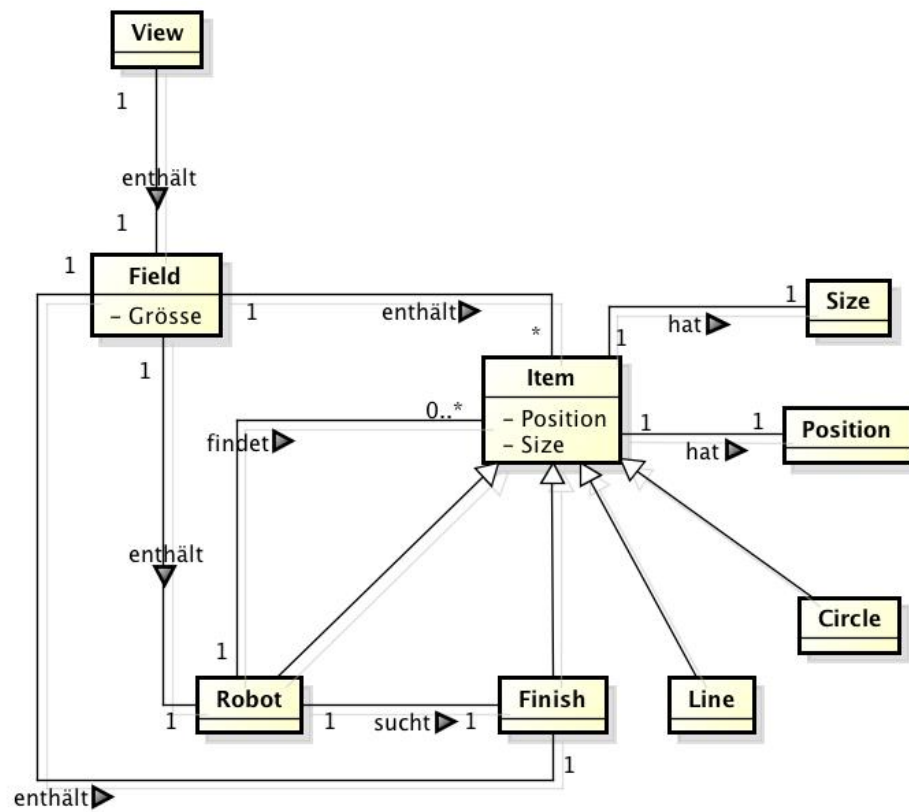 View
1
enthält
1
1
Field
– Grösse
1
enthält
*
1
hat
1
Size
1
Item
– Position
– Size
0..*
findet
1
hat
1
Position
enthält
Circle
1
Robot
1
1
sucht
1
Finish
Line
1
enthält